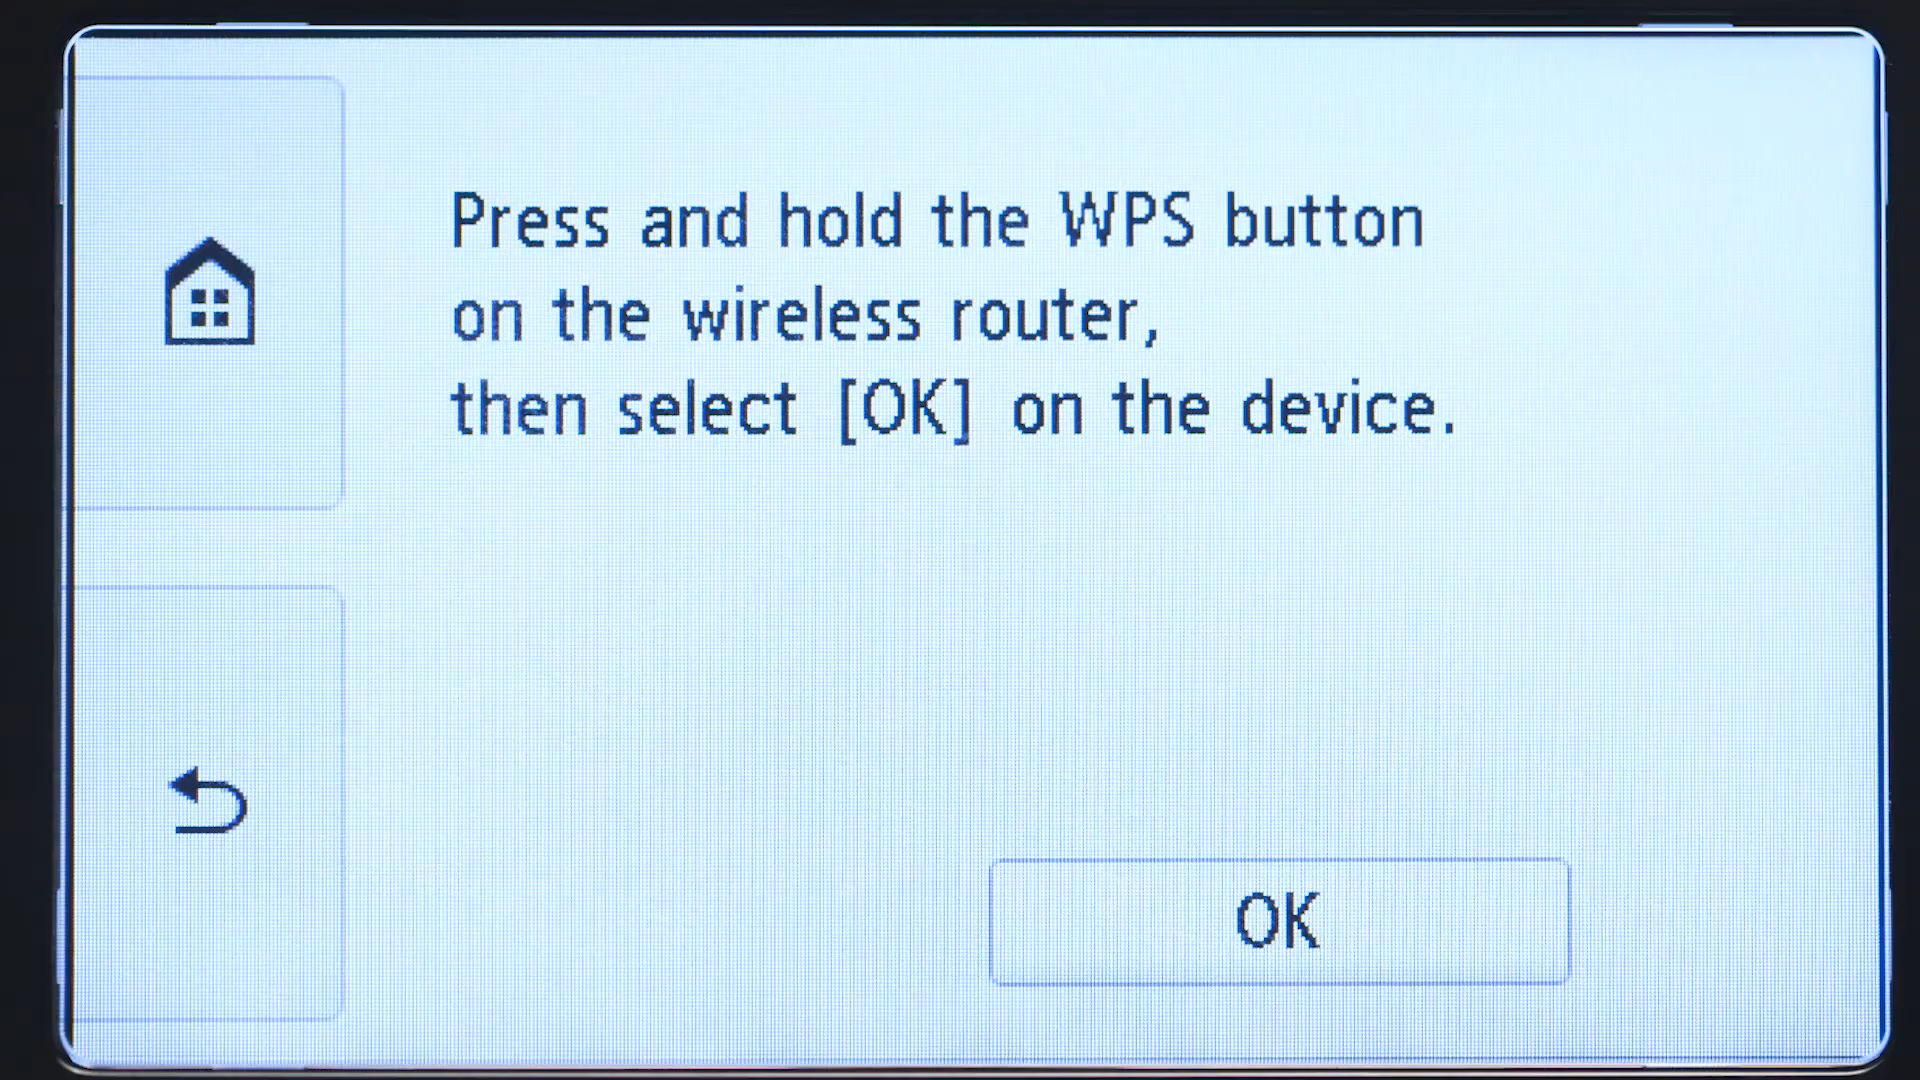 Press and hold the WPS button
on the wireless router,
then select [OK] on the device.
OK